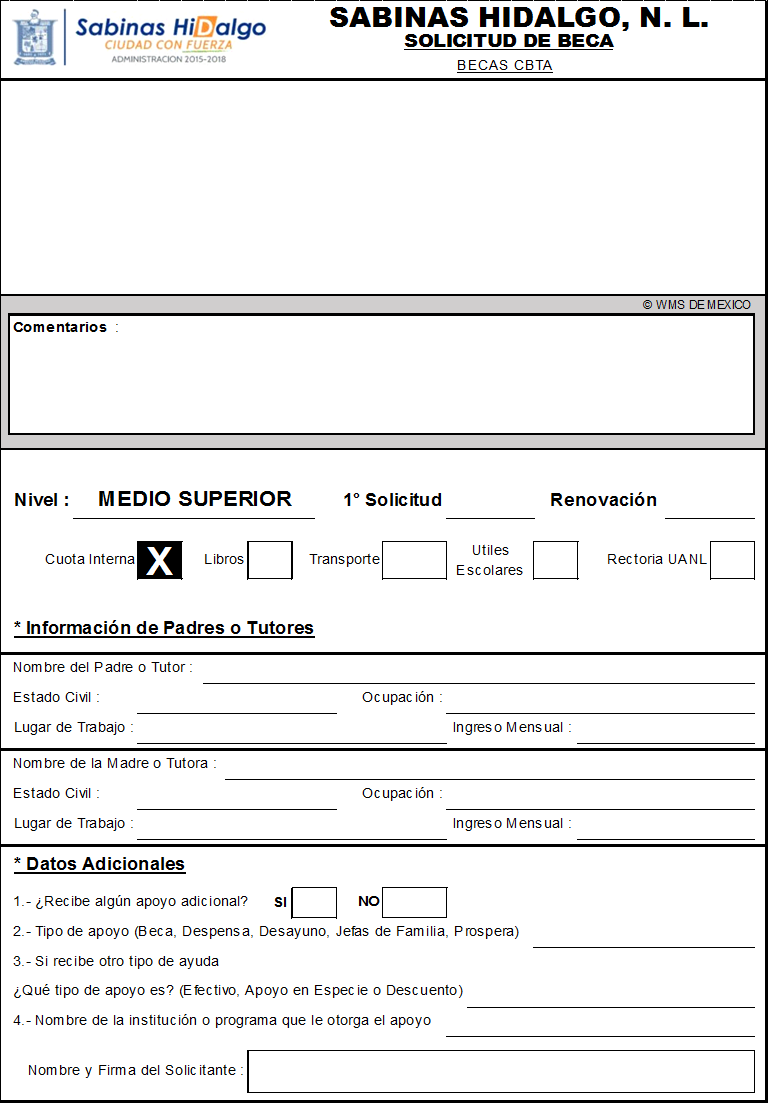 Sabinas HiDalgo
CIUDAD CON FUERZA
ADMINISTRACION 2015-2018
SABINAS HIDALGO, N. L.
SOLICITUD DE BECA
BECAS CBTA
© WMS DE MEXICO
Comentarios :
Nivel : MEDIO SUPERIOR 1° Solicitud Renovación
Cuota Interna X Libros Transporte Utiles Escolares Rectoria UANL
* Información de Padres o Tutores
Nombre del Padre o Tutor :
Estado Civil : Ocupación :
Lugar de Trabajo : Ingreso Mensual :
Nombre de la Madre o Tutora :
Estado Civil : Ocupación :
Lugar de Trabajo : Ingreso Mensual :
* Datos Adicionales
1.- ¿Recibe algún apoyo adicional? SI NO
2.- Tipo de apoyo (Beca, Despensa, Desayuno, Jefas de Familia, Prospera)
3.- Si recibe otro tipo de ayuda
¿Qué tipo de apoyo es? (Efectivo, Apoyo en Especie o Descuento)
4.- Nombre de la institución o programa que le otorga el apoyo
Nombre y Firma del Solicitante :